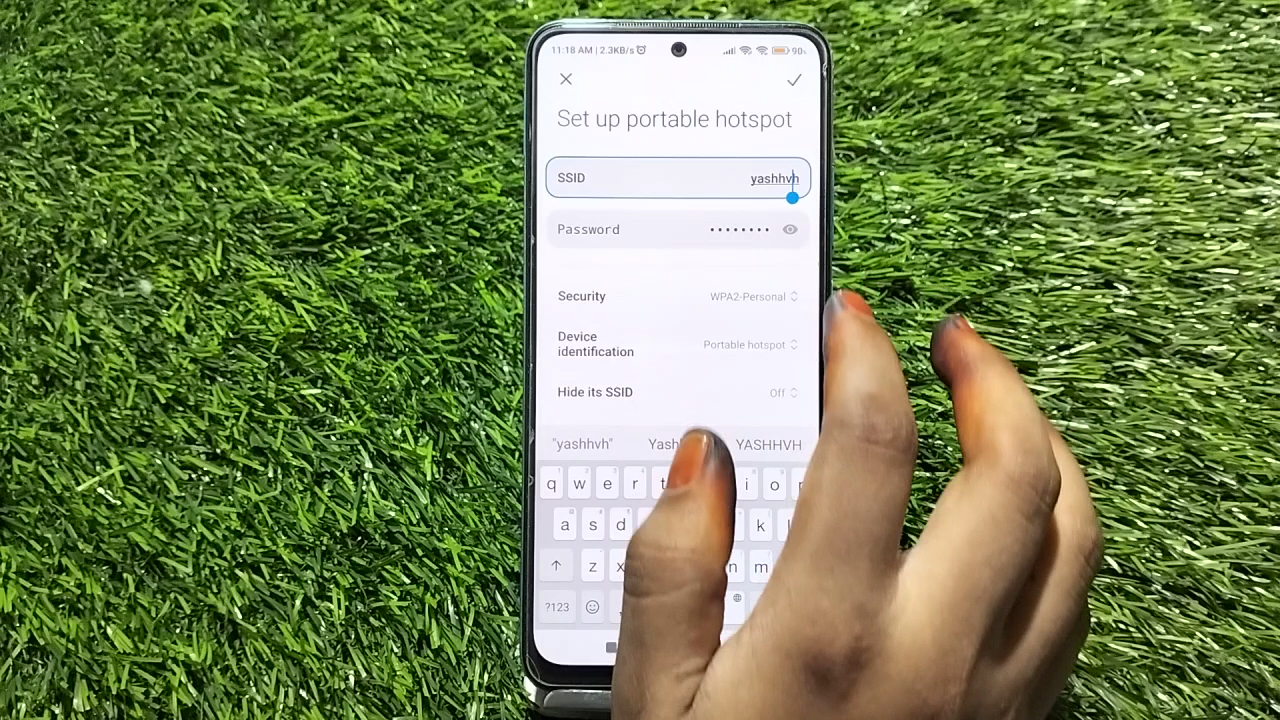 11:18 AM | 2.3KB/s
90%
Set up portable hotspot
SSID yashhvh
Password ••••••••
Security WPA2-Personal
Device identification Portable hotspot
Hide its SSID Off
"yashhvh" YASHHVH
q w e r t i o
a s d k
z x n m
?123